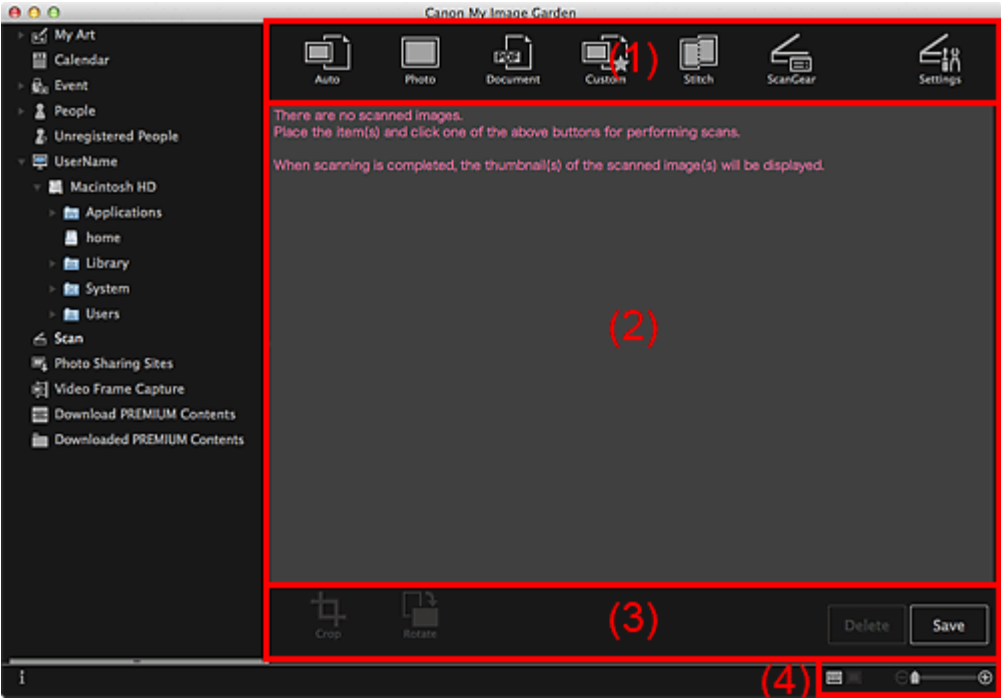 Canon My Image Garden
My Art
Calendar
Event
People
Unregistered People
UserName
Macintosh HD
Applications
home
Library
System
Users
Scan
Photo Sharing Sites
Video Frame Capture
Download PREMIUM Contents
Downloaded PREMIUM Contents
Auto
Photo
PDF
Document
Custom
Stitch
ScanGear
Settings
(1)
There are no scanned images.
Place the item(s) and click one of the above buttons for performing scans.
When scanning is completed, the thumbnail(s) of the scanned image(s) will be displayed.
(2)
Crop
Rotate
(3)
Delete
Save
i
(4)